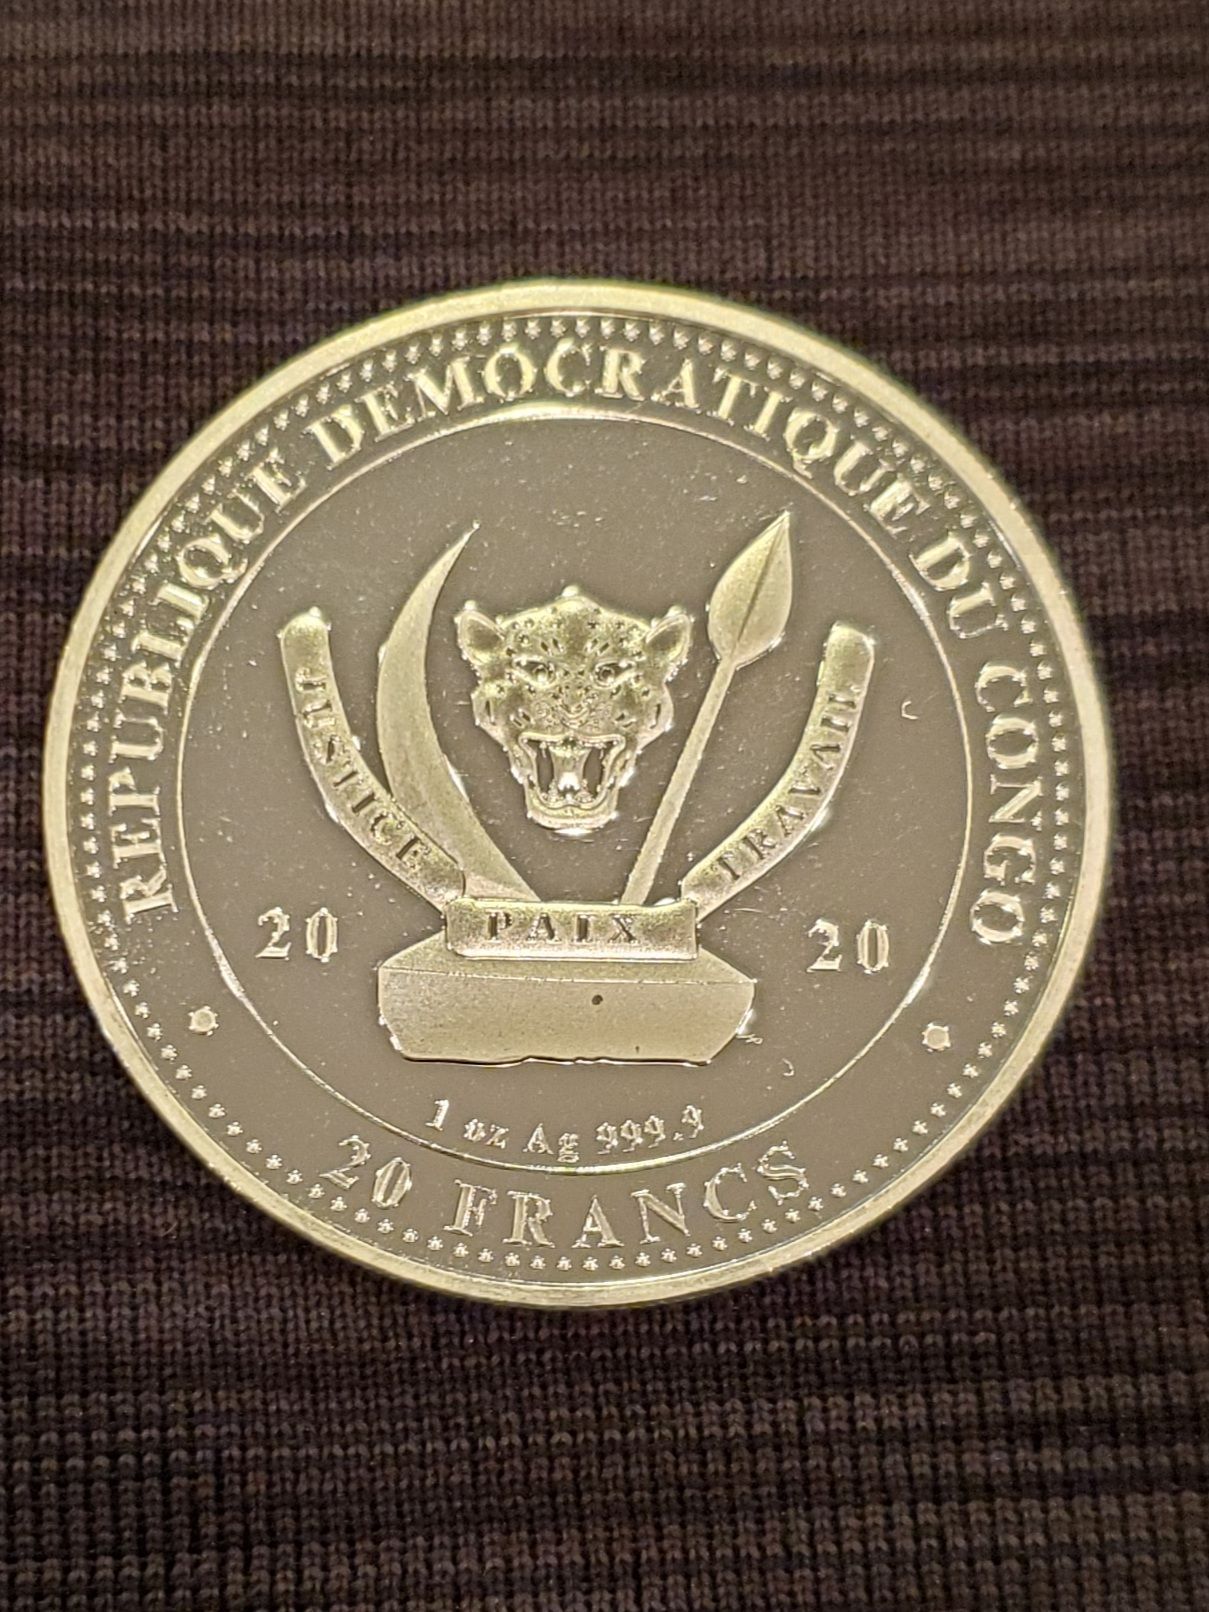 REPUBLIQUE DEMOCRATIQUE DU CONGO
JUSTICE
PAIX
TRAVAIL
20 20
1 oz Ag 999.9
20 FRANCS